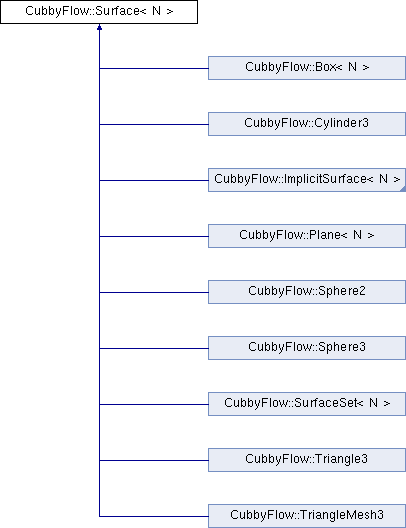 CubbyFlow::Surface< N >
CubbyFlow::Box< N >
CubbyFlow::Cylinder3
CubbyFlow::ImplicitSurface< N >
CubbyFlow::Plane< N >
CubbyFlow::Sphere2
CubbyFlow::Sphere3
CubbyFlow::SurfaceSet< N >
CubbyFlow::Triangle3
CubbyFlow::TriangleMesh3